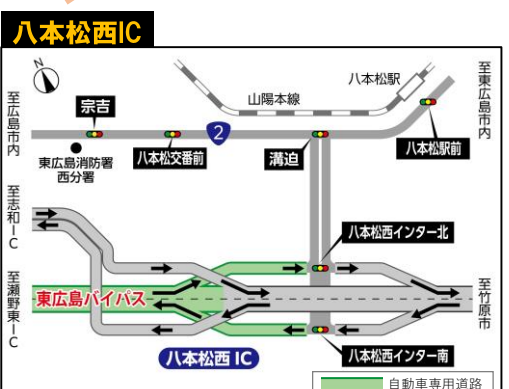 八本松西IC
N
至広島市内
宗吉
東広島消防署
西分署
八本松交番前
2
山陽本線
八本松駅
溝迫
八本松駅前
至東広島市内
至志和IC
八本松西インター北
至瀬野東IC
東広島バイパス
至竹原市
八本松西 IC
八本松西インター南
自動車専用道路